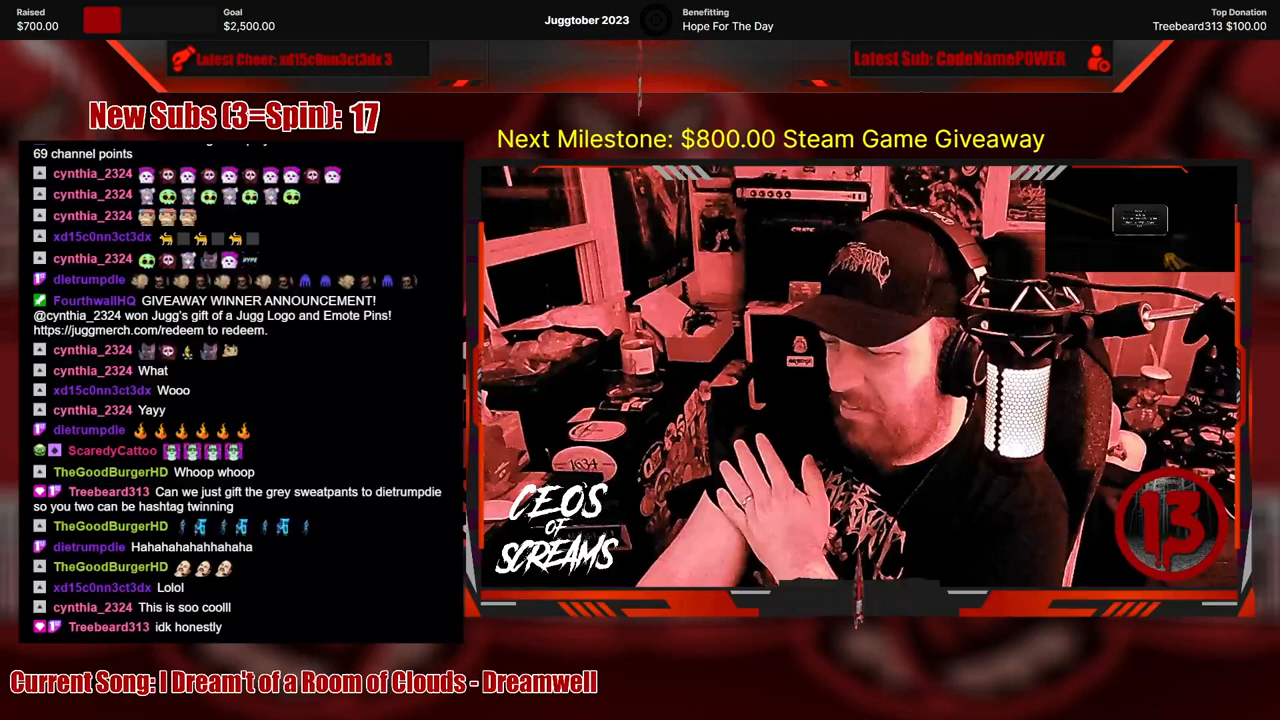 Raised
$700.00
Goal
$2,500.00
Juggtober 2023
Benefitting
Hope For The Day
Top Donation
Treebeard313 $100.00
Latest Cheer: xd15c0nn3ct3dx 3
Latest Sub: CodeNamePOWER
New Subs (3=Spin): 17
Next Milestone: $800.00 Steam Game Giveaway
69 channel points
cynthia_2324
cynthia_2324
cynthia_2324
xd15c0nn3ct3dx
cynthia_2324 HYPE
dietrumpdie
FourthwallHQ GIVEAWAY WINNER ANNOUNCEMENT!
@cynthia_2324 won Jugg's gift of a Jugg Logo and Emote Pins!
https://juggmerch.com/redeem to redeem.
cynthia_2324
cynthia_2324 What
xd15c0nn3ct3dx Wooo
cynthia_2324 Yayy
dietrumpdie
ScaredyCattoo
TheGoodBurgerHD Whoop whoop
Treebeard313 Can we just gift the grey sweatpants to dietrumpdie
so you two can be hashtag twinning
TheGoodBurgerHD
dietrumpdie Hahahahahahhahaha
TheGoodBurgerHD
xd15c0nn3ct3dx Lolol
cynthia_2324 This is soo coolll
Treebeard313 idk honestly
CRATE
1634
CEOS
OF
SCREAMS
13
Current Song: I Dream't of a Room of Clouds - Dreamwell